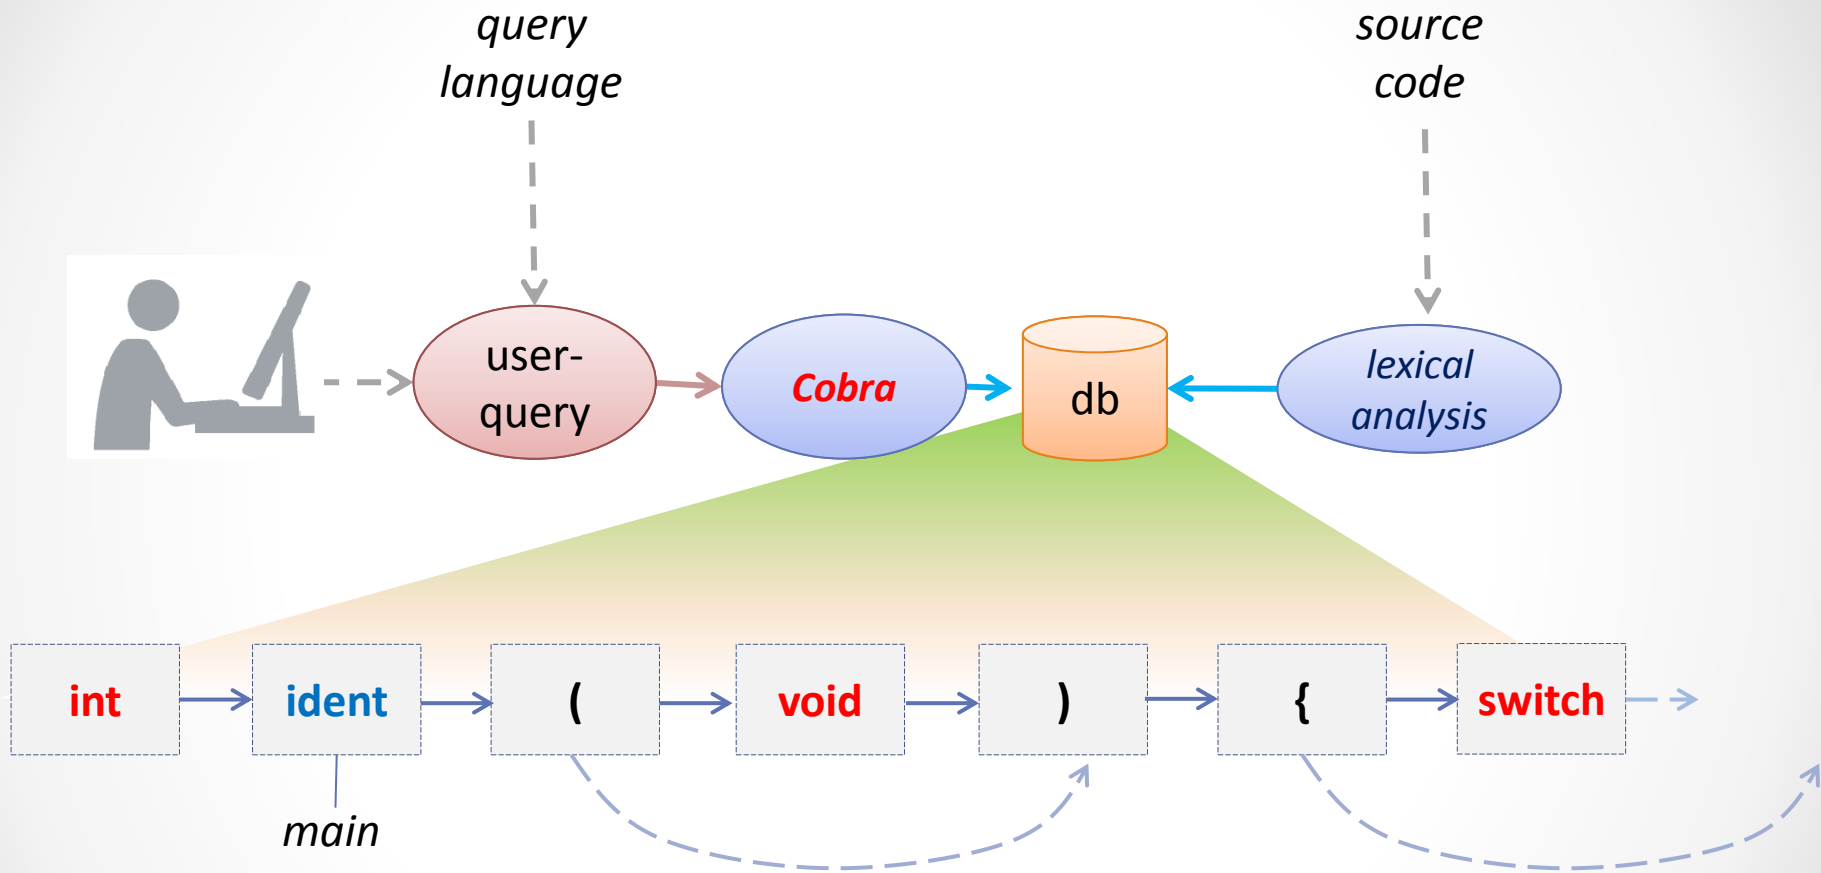 query
language
source
code
user-
query
Cobra
db
lexical
analysis
int
ident
(
void
)
{
switch
main